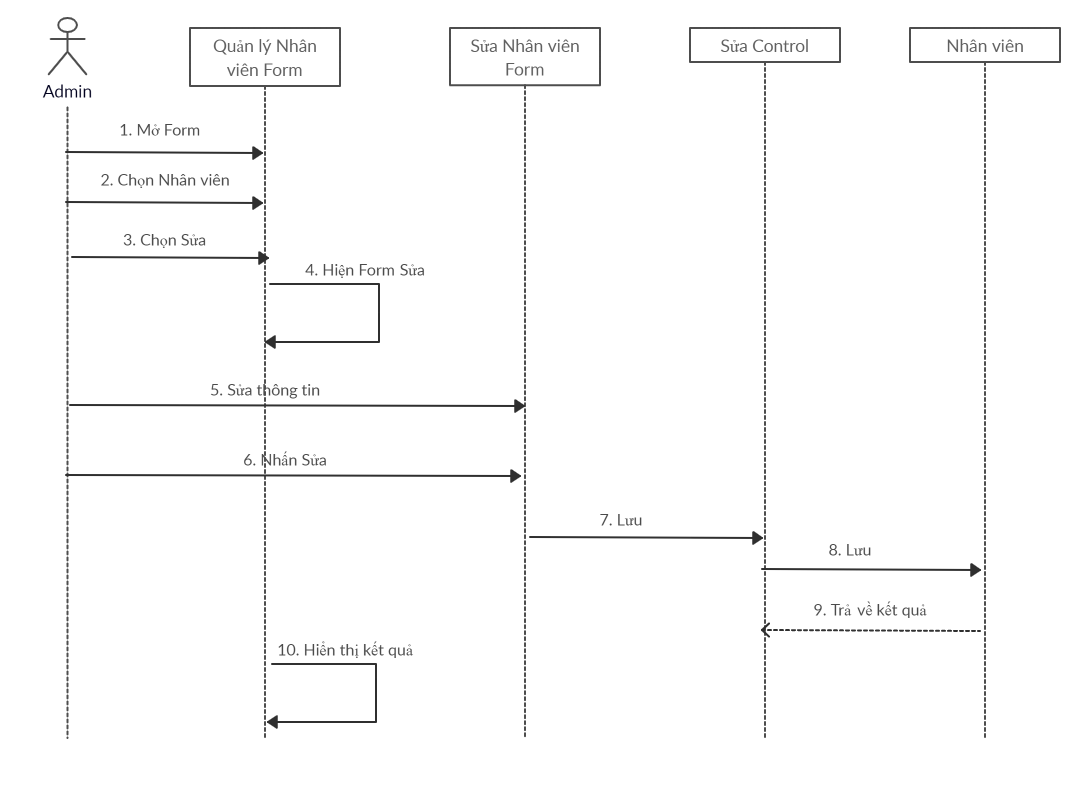 Admin
Quản lý Nhân
viên Form
Sửa Nhân viên
Form
Sửa Control
Nhân viên
1. Mở Form
2. Chọn Nhân viên
3. Chọn Sửa
4. Hiện Form Sửa
5. Sửa thông tin
6. Nhấn Sửa
7. Lưu
8. Lưu
9. Trả về kết quả
10. Hiển thị kết quả